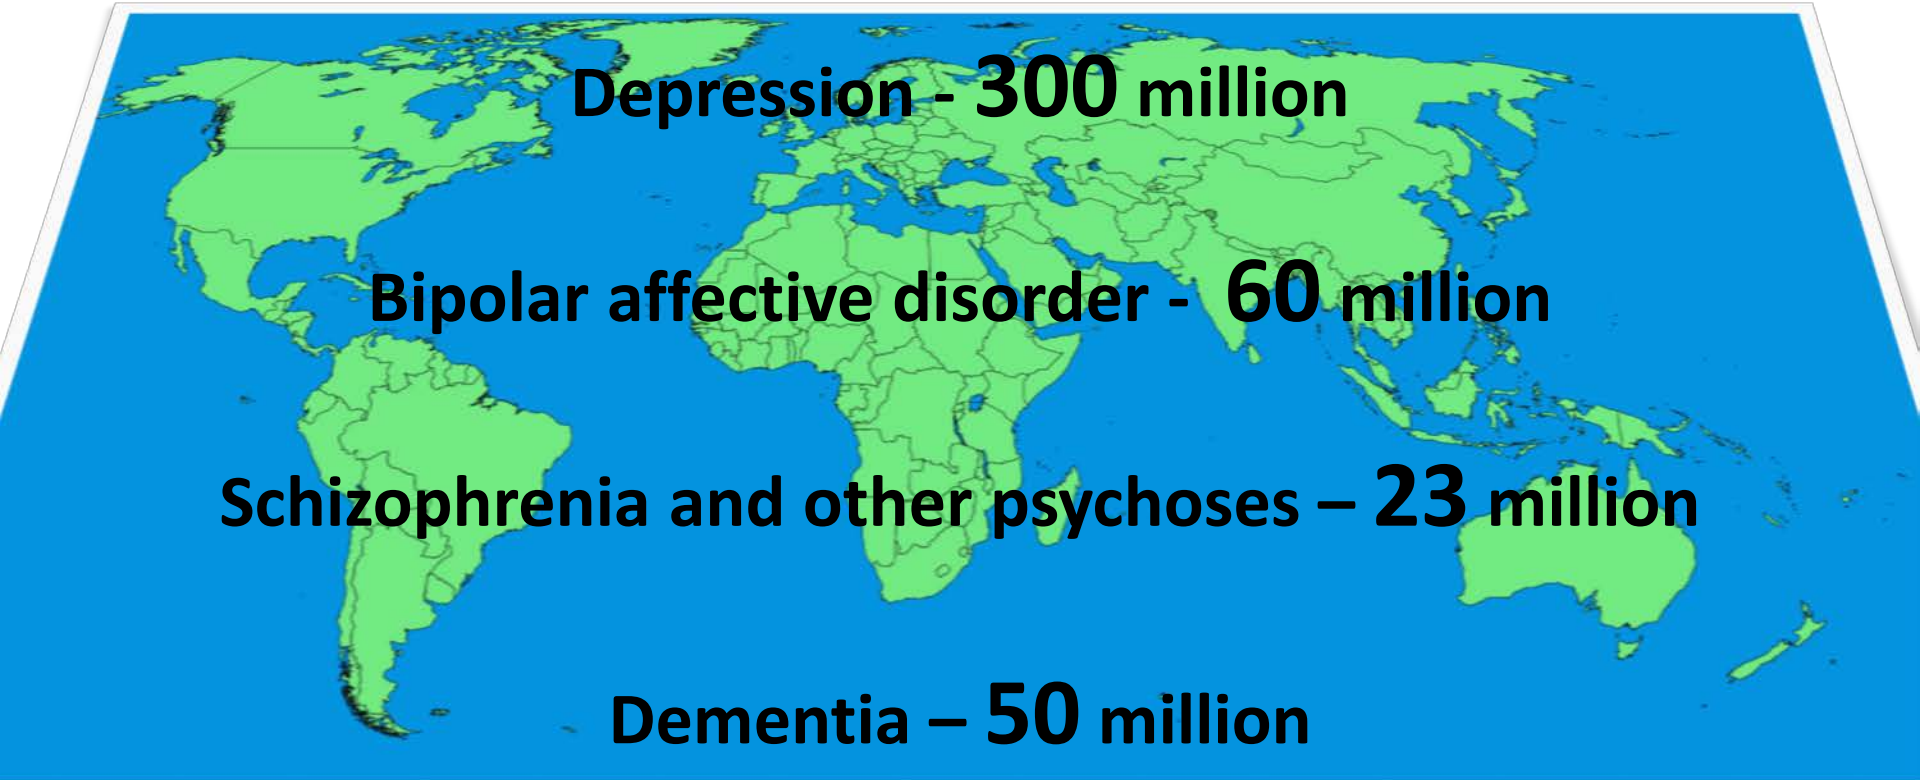 Depression - 300 million
Bipolar affective disorder - 60 million
Schizophrenia and other psychoses – 23 million
Dementia – 50 million